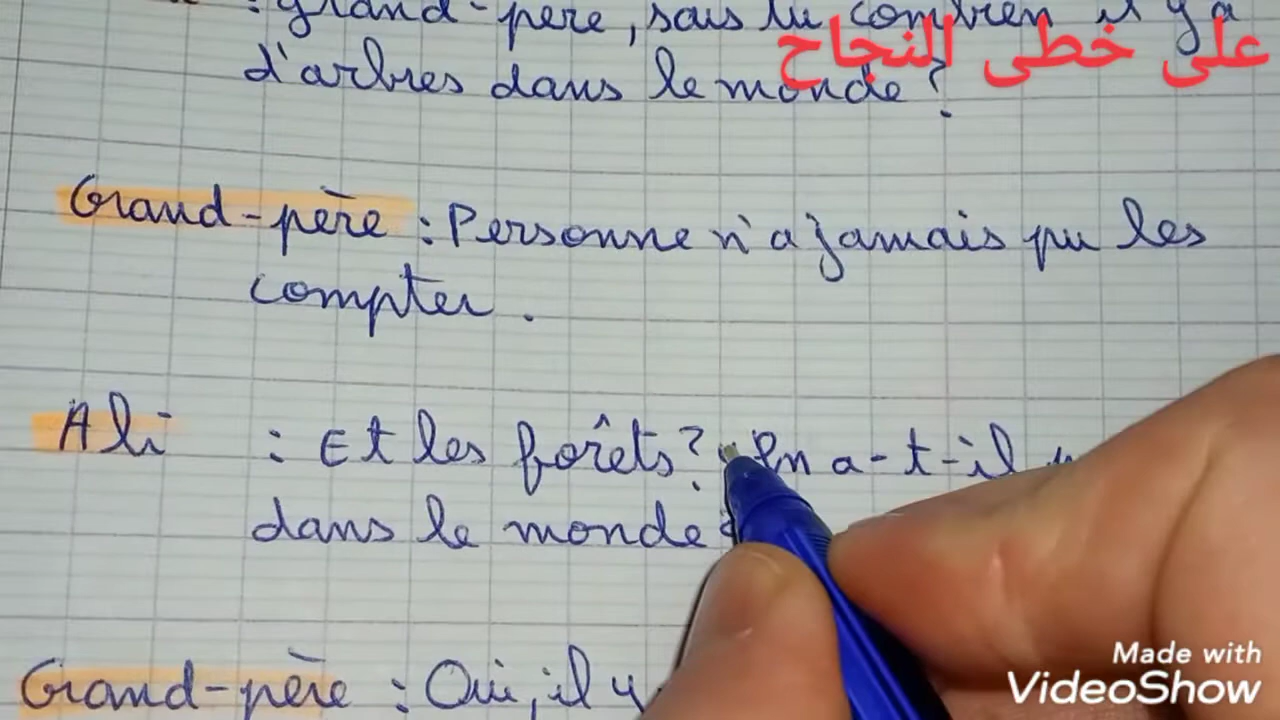 : grand-père, sais tu combien il y a
على خطى النجاح
d'arbres dans le monde?
Grand-père : Personne n'a jamais pu les
compter.
Ali : Et les forêts? En a-t-il
dans le monde
Grand-père : Oui, il y
Made with
VideoShow